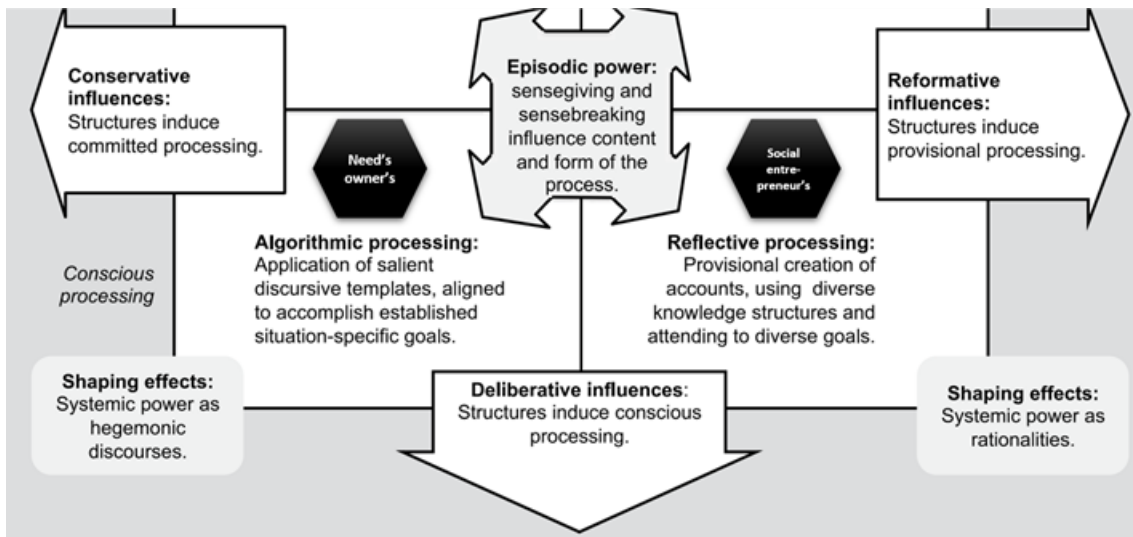 Conservative
influences:
Structures induce
committed processing.
Episodic power:
sensegiving and
sensebreaking
influence content
and form of the
process.
Reformative
influences:
Structures induce
provisional processing.
Need's
owner's
Social
entre-
preneur's
Conscious
processing
Algorithmic processing:
Application of salient
discursive templates, aligned
to accomplish established
situation-specific goals.
Reflective processing:
Provisional creation of
accounts, using diverse
knowledge structures and
attending to diverse goals.
Shaping effects:
Systemic power as
hegemonic
discourses.
Deliberative influences:
Structures induce conscious
processing.
Shaping effects:
Systemic power as
rationalities.